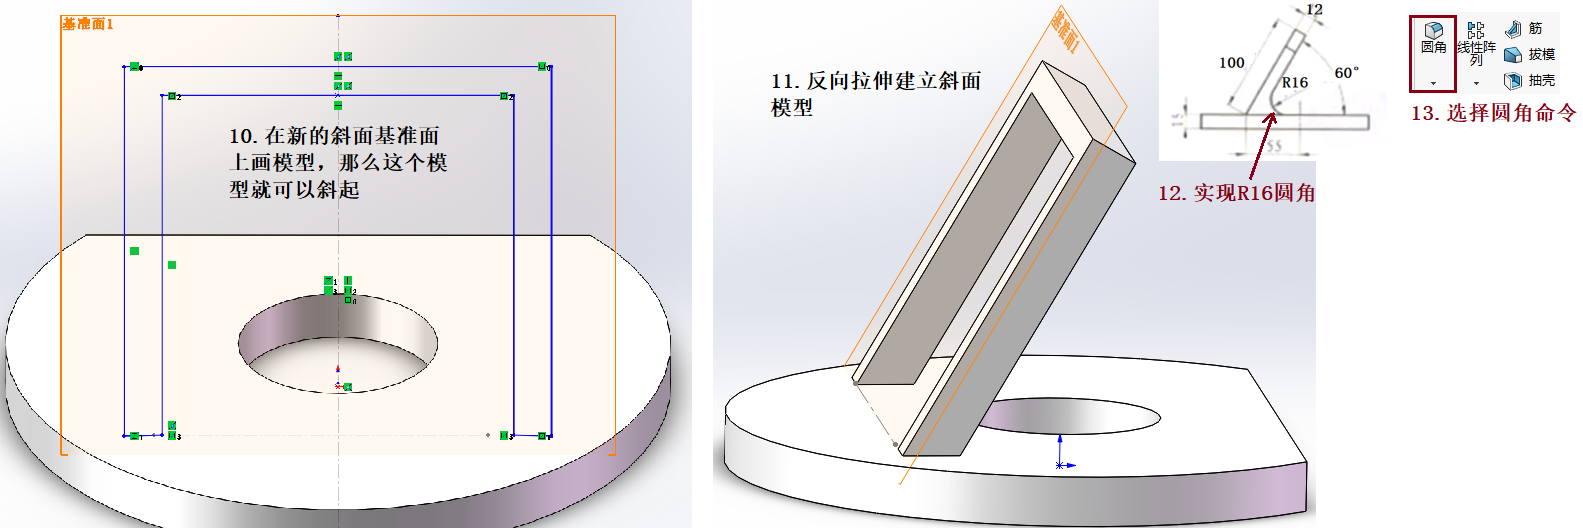 基准面1
10.在新的斜面基准面
上画模型，那么这个模
型就可以斜起
11.反向拉伸建立斜面
模型
基准面1
12
100
60°
R16
15
55
12.实现R16圆角
圆角
线性阵
列
筋
拔模
抽壳
13.选择圆角命令